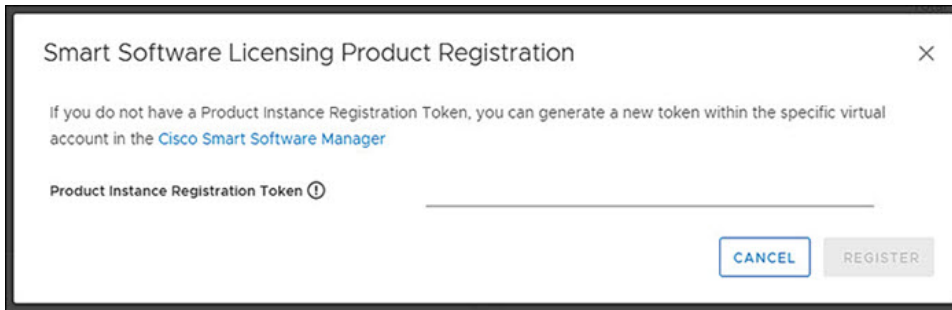 Smart Software Licensing Product Registration
If you do not have a Product Instance Registration Token, you can generate a new token within the specific virtual
account in the Cisco Smart Software Manager
Product Instance Registration Token
CANCEL
REGISTER